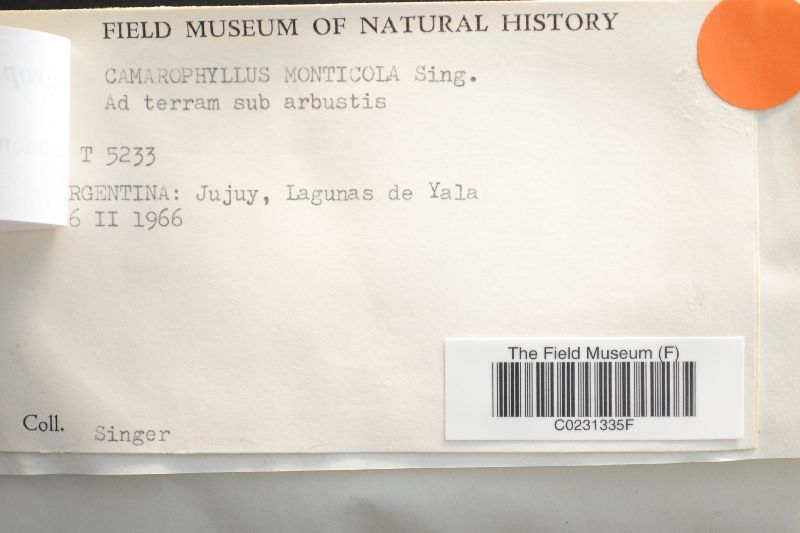 FIELD MUSEUM OF NATURAL HISTORY
CAMAROPHYLLUS MONTICOLA Sing.
Ad terram sub arbustis
T 5233
RGENTINA: Jujuy, Lagunas de Yala
6 II 1966
The Field Museum (F)
C0231335F
Coll. Singer